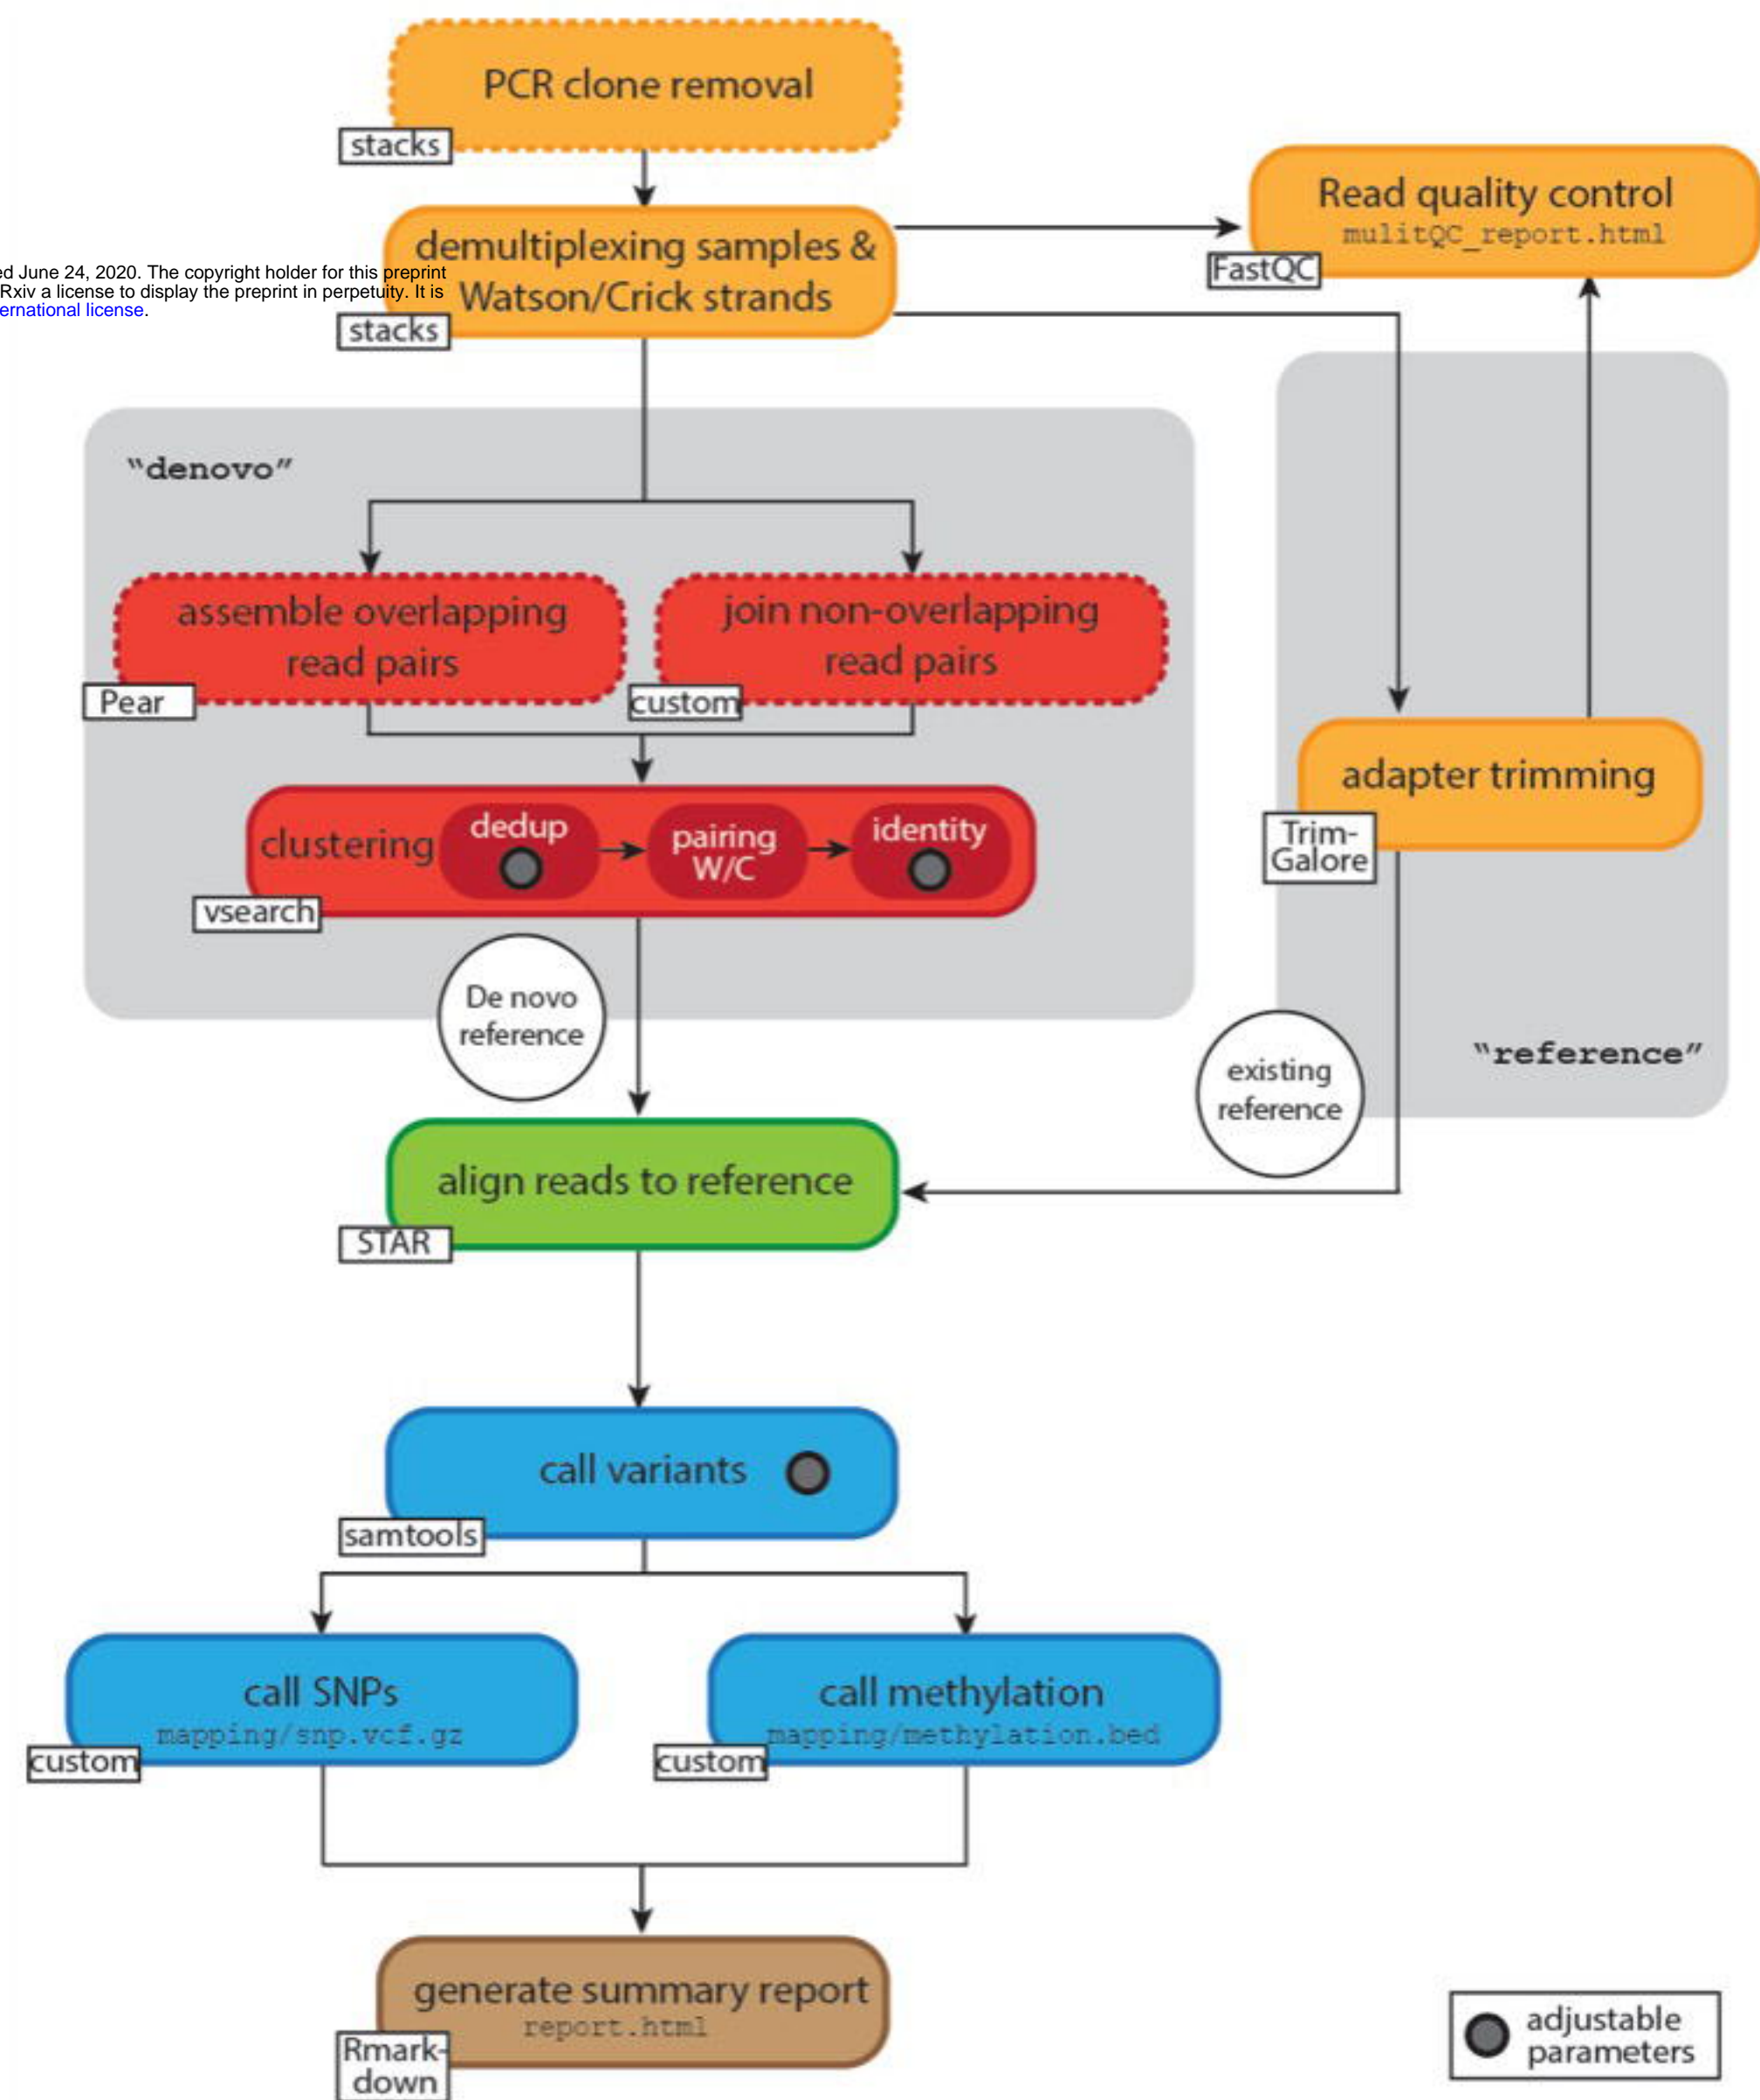 PCR clone removal
stacks
Read quality control
mulitQC_report.html
FastQC
demultiplexing samples &
Watson/Crick strands
stacks
ed June 24, 2020. The copyright holder for this preprint
Rxiv a license to display the preprint in perpetuity. It is
ernational license.
"denovo"
assemble overlapping
read pairs
Pear
join non-overlapping
read pairs
custom
adapter trimming
Trim-
Galore
clustering
dedup
pairing
W/C
identity
vsearch
De novo
reference
existing
reference
"reference"
align reads to reference
STAR
call variants
samtools
call SNPs
mapping/snp.vcf.gz
custom
call methylation
mapping/methylation.bed
custom
generate summary report
report.html
Rmark-
down
adjustable
parameters